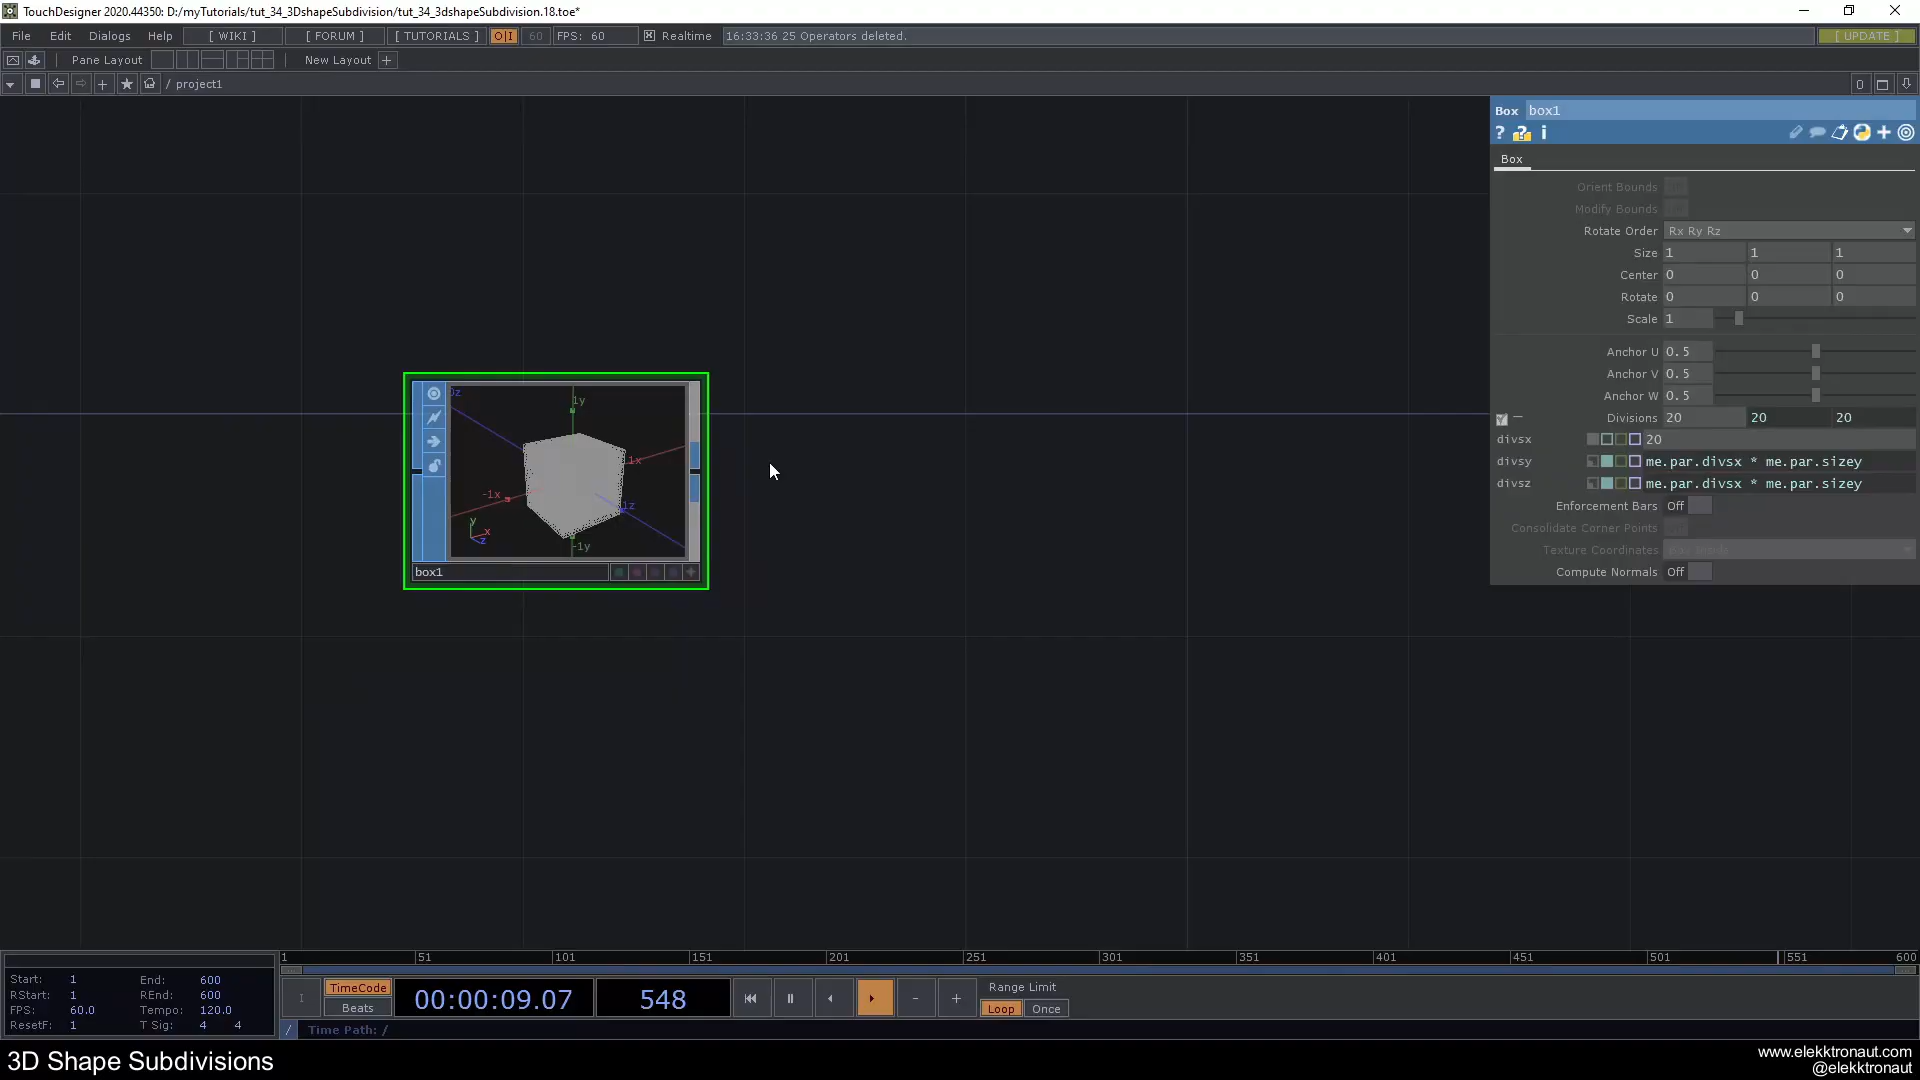 TouchDesigner 2020.44350: D:/myTutorials/tut_34_3DshapeSubdivision/tut_34_3dshapeSubdivision.18.toe*
File Edit Dialogs Help [ WIKI ] [ FORUM ] [ TUTORIALS ] O|I 60 FPS: 60 Realtime 16:33:36 25 Operators deleted. [ UPDATE ]
Pane Layout New Layout +
/ project1 0
Box box1
? ? i
Box
Orient Bounds
Modify Bounds
Rotate Order Rx Ry Rz
Size 1 1 1
Center 0 0 0
Rotate 0 0 0
Scale 1
Anchor U 0.5
Anchor V 0.5
Anchor W 0.5
Divisions 20 20 20
divsx 20
divsy me.par.divsx * me.par.sizey
divsz me.par.divsx * me.par.sizey
Enforcement Bars Off
Consolidate Corner Points
Texture Coordinates
Compute Normals Off
1y
1x
-1x
1z
-1y
y
x
z
box1
1 51 101 151 201 251 301 351 401 451 501 551 600
Start: 1 End: 600
RStart: 1 REnd: 600
FPS: 60.0 Tempo: 120.0
ResetF: 1 T Sig: 4 4
TimeCode
Beats
00:00:09.07 548
Range Limit
Loop Once
/ Time Path: /
3D Shape Subdivisions
www.elekktronaut.com
@elekktronaut